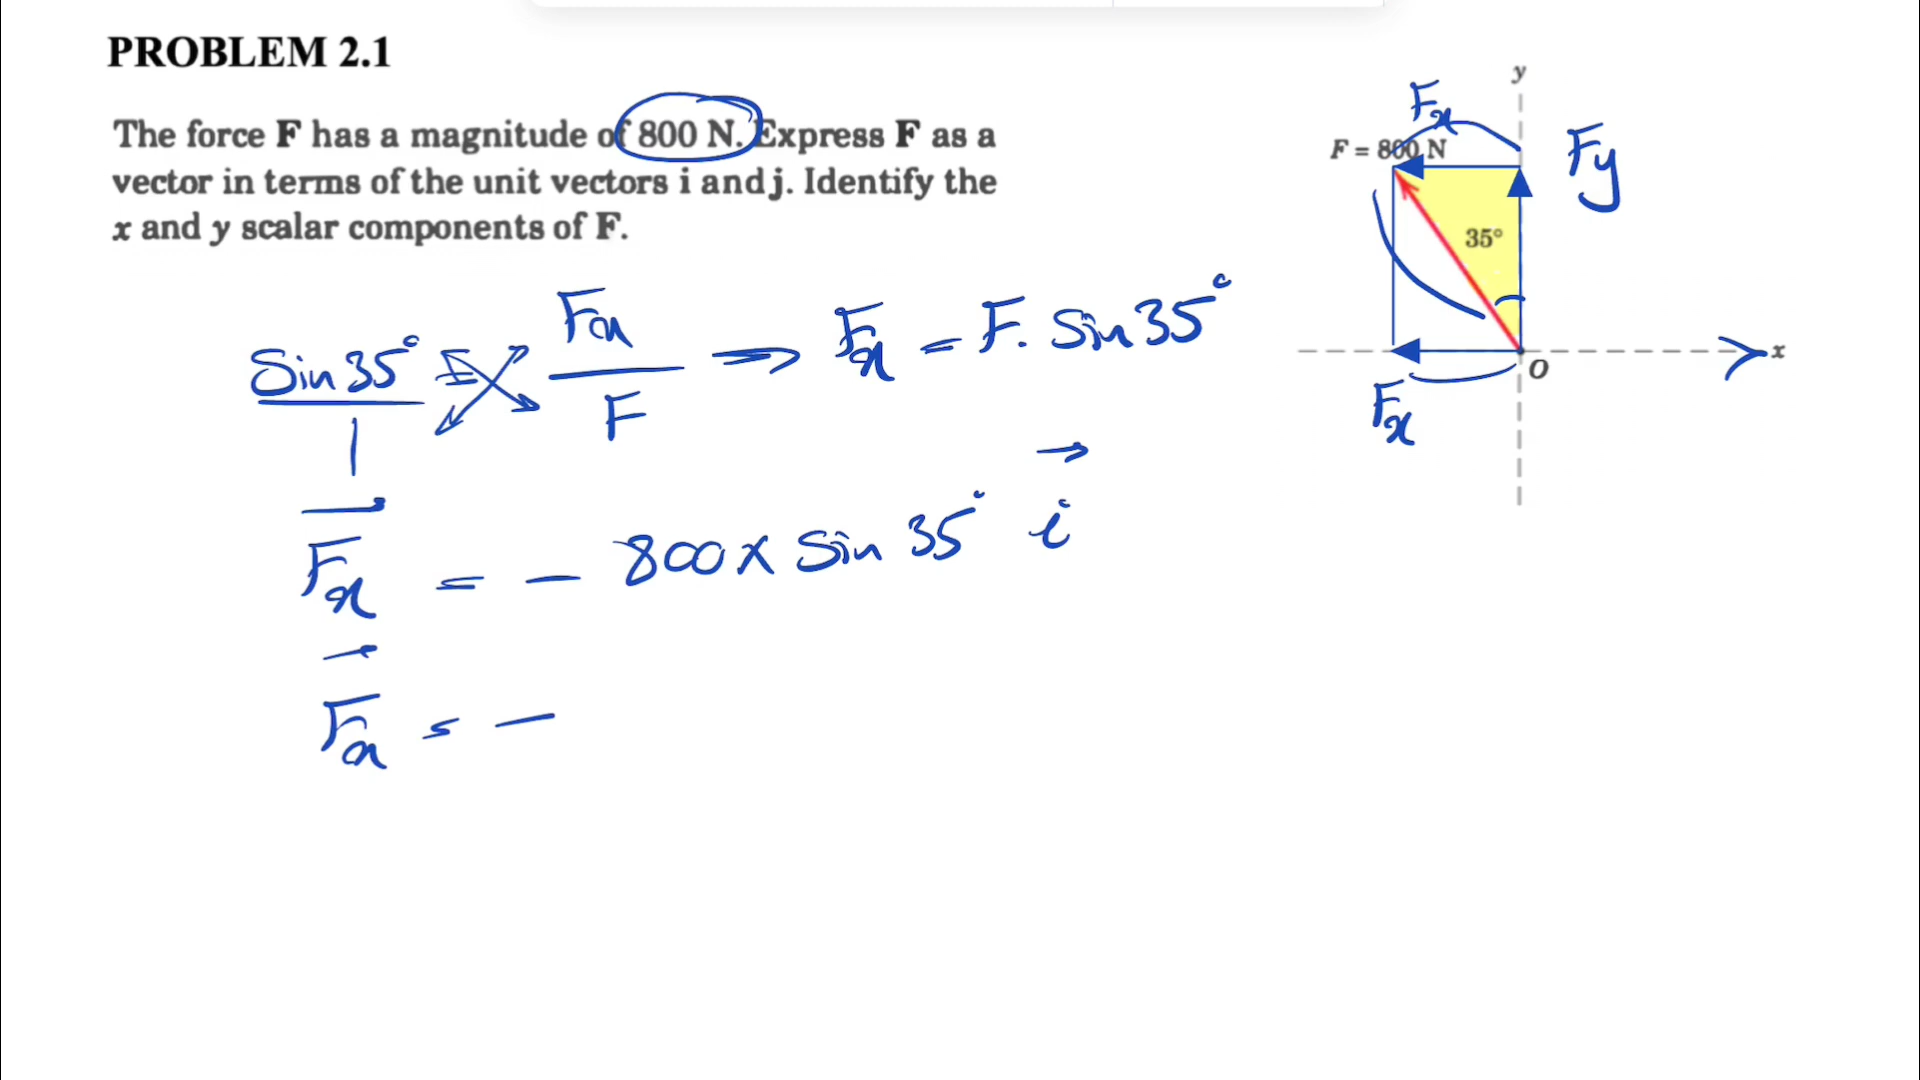 PROBLEM 2.1
The force F has a magnitude of 800 N. Express F as a
vector in terms of the unit vectors i and j. Identify the
x and y scalar components of F.
y
Fx
F = 800 N
Fy
35°
x
O
Fx
Sin 35° = Fx / F → Fx = F. Sin 35°
1
Fx = - 800 x Sin 35° i
Fx = -